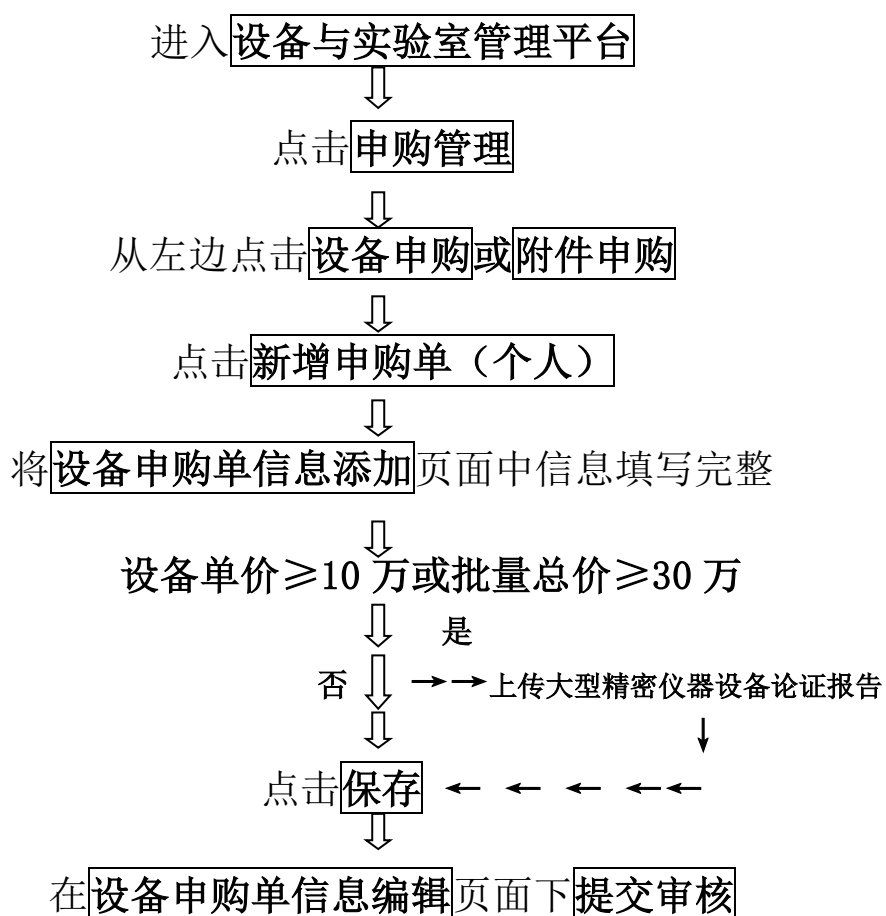 进入设备与实验室管理平台
点击申购管理
从左边点击设备申购或附件申购
点击新增申购单（个人）
将设备申购单信息添加页面中信息填写完整
设备单价≥10 万或批量总价≥30 万
是
否
上传大型精密仪器设备论证报告
点击保存
在设备申购单信息编辑页面下提交审核